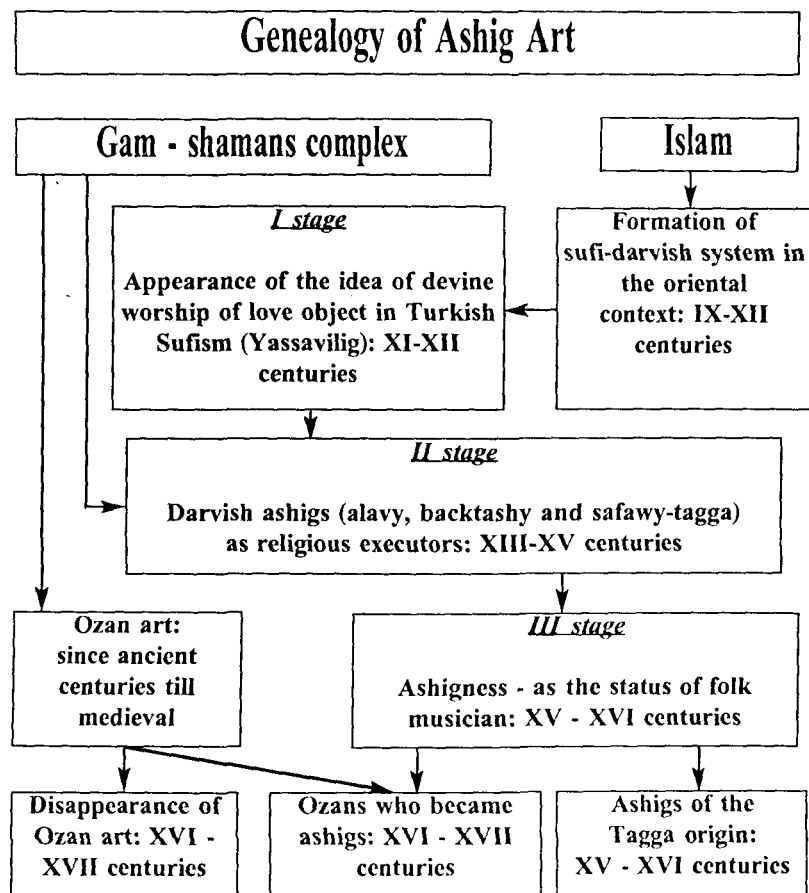 Genealogy of Ashig Art
Gam - shamans complex
Islam
I stage
Appearance of the idea of devine
worship of love object in Turkish
Sufism (Yassavilig): XI-XII
centuries
Formation of
sufi-darvish system in
the oriental
context: IX-XII
centuries
II stage
Darvish ashigs (alavy, backtashy and safawy-tagga)
as religious executors: XIII-XV centuries
Ozan art:
since ancient
centuries till
medieval
III stage
Ashigness - as the status of folk
musician: XV - XVI centuries
Disappearance of
Ozan art: XVI -
XVII centuries
Ozans who became
ashigs: XVI - XVII
centuries
Ashigs of the
Tagga origin:
XV - XVI centuries